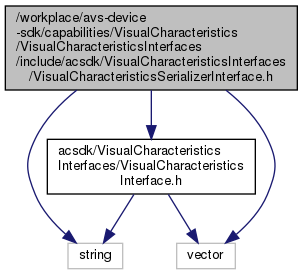 /workplace/avs-device
-sdk/capabilities/VisualCharacteristics
/VisualCharacteristicsInterfaces
/include/acsdk/VisualCharacteristicsInterfaces
/VisualCharacteristicsSerializerInterface.h
acsdk/VisualCharacteristics
Interfaces/VisualCharacteristics
Interface.h
string
vector